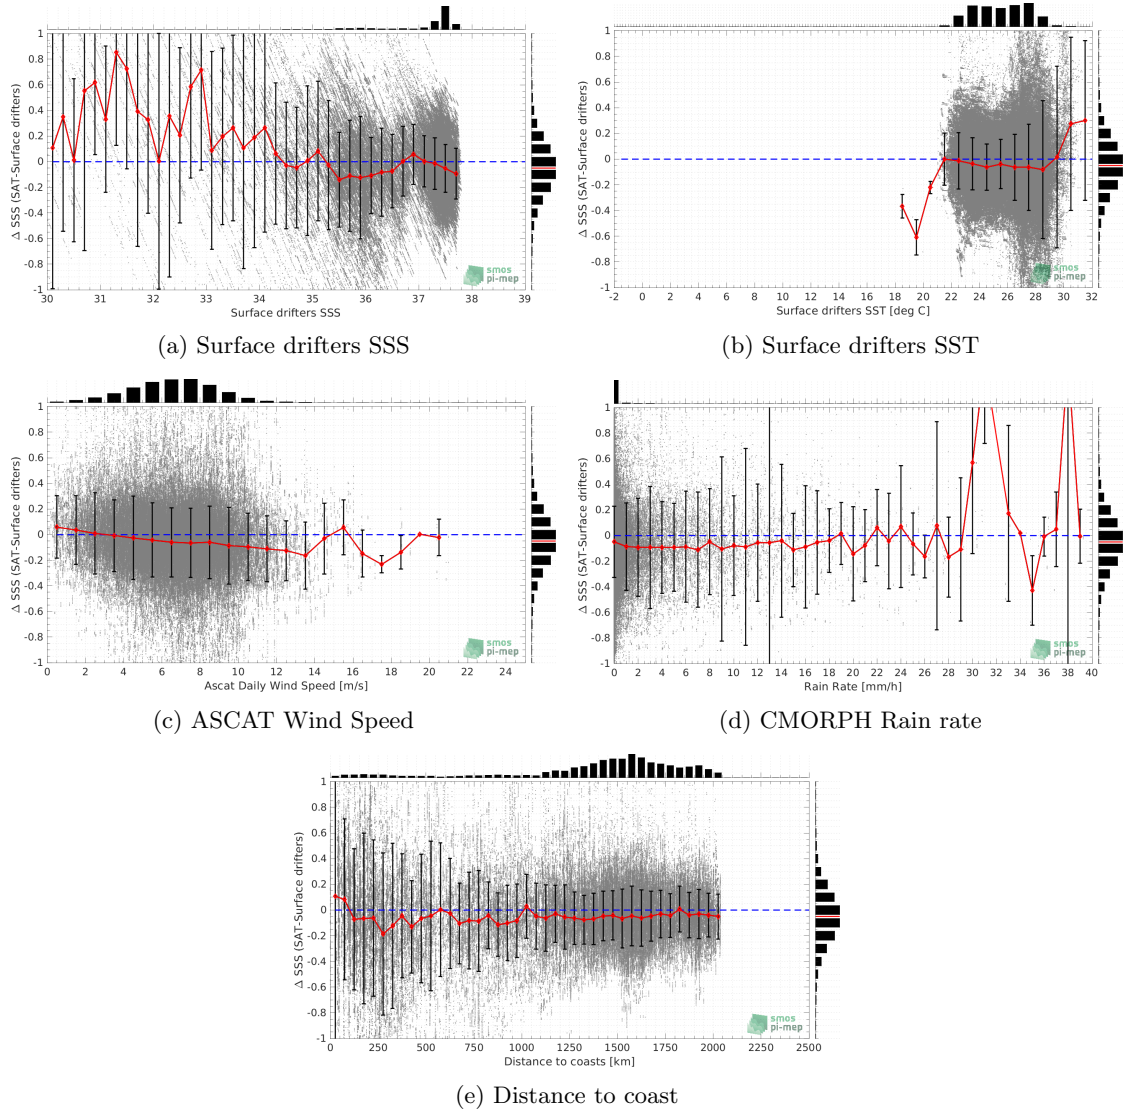 1
0.8
0.6
0.4
0.2
0
-0.2
-0.4
-0.6
-0.8
-1
Δ SSS (SAT-Surface drifters)
30 31 32 33 34 35 36 37 38 39
Surface drifters SSS
smos
pi-mep
(a) Surface drifters SSS
1
0.8
0.6
0.4
0.2
0
-0.2
-0.4
-0.6
-0.8
-1
Δ SSS (SAT-Surface drifters)
-2 0 2 4 6 8 10 12 14 16 18 20 22 24 26 28 30 32
Surface drifters SST [deg C]
smos
pi-mep
(b) Surface drifters SST
1
0.8
0.6
0.4
0.2
0
-0.2
-0.4
-0.6
-0.8
-1
Δ SSS (SAT-Surface drifters)
0 2 4 6 8 10 12 14 16 18 20 22 24
Ascat Daily Wind Speed [m/s]
smos
pi-mep
(c) ASCAT Wind Speed
1
0.8
0.6
0.4
0.2
0
-0.2
-0.4
-0.6
-0.8
-1
Δ SSS (SAT-Surface drifters)
0 2 4 6 8 10 12 14 16 18 20 22 24 26 28 30 32 34 36 38 40
Rain Rate [mm/h]
smos
pi-mep
(d) CMORPH Rain rate
1
0.8
0.6
0.4
0.2
0
-0.2
-0.4
-0.6
-0.8
-1
Δ SSS (SAT-Surface drifters)
0 250 500 750 1000 1250 1500 1750 2000 2250 2500
Distance to coasts [km]
smos
pi-mep
(e) Distance to coast